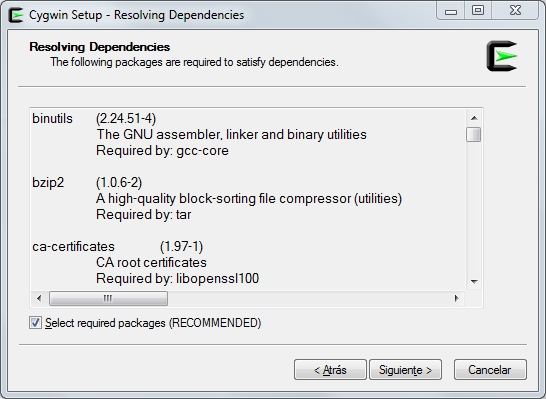 Cygwin Setup - Resolving Dependencies
Resolving Dependencies
The following packages are required to satisfy dependencies.
binutils (2.24.51-4)
The GNU assembler, linker and binary utilities
Required by: gcc-core
bzip2 (1.0.6-2)
A high-quality block-sorting file compressor (utilities)
Required by: tar
ca-certificates (1.97-1)
CA root certificates
Required by: libopenssl100
Select required packages (RECOMMENDED)
< Atrás Siguiente > Cancelar